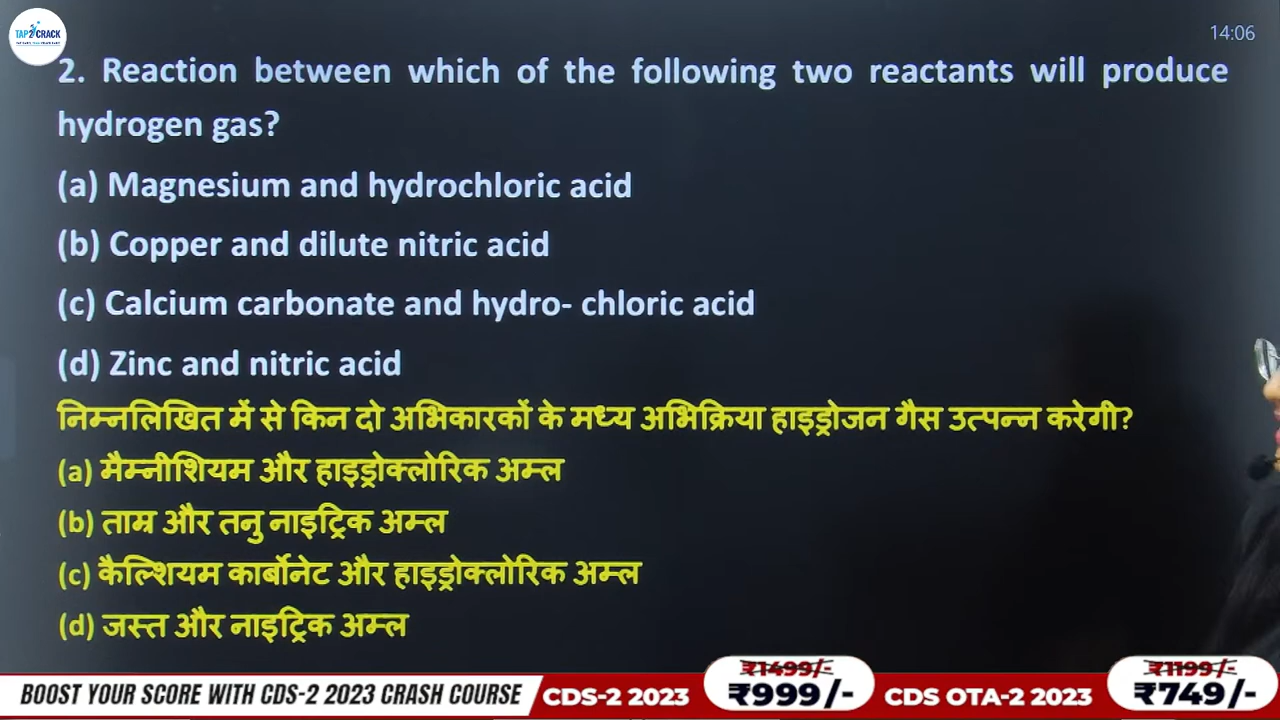 TAP2CRACK
14:06
2. Reaction between which of the following two reactants will produce
hydrogen gas?
(a) Magnesium and hydrochloric acid
(b) Copper and dilute nitric acid
(c) Calcium carbonate and hydro- chloric acid
(d) Zinc and nitric acid
निम्नलिखित में से किन दो अभिकारकों के मध्य अभिक्रिया हाइड्रोजन गैस उत्पन्न करेगी?
(a) मैम्नीशियम और हाइड्रोक्लोरिक अम्ल
(b) ताम्र और तनु नाइट्रिक अम्ल
(c) कैल्शियम कार्बोनेट और हाइड्रोक्लोरिक अम्ल
(d) जस्त और नाइट्रिक अम्ल
BOOST YOUR SCORE WITH CDS-2 2023 CRASH COURSE CDS-2 2023 ₹1499/- ₹999/- CDS OTA-2 2023 ₹1199/- ₹749/-